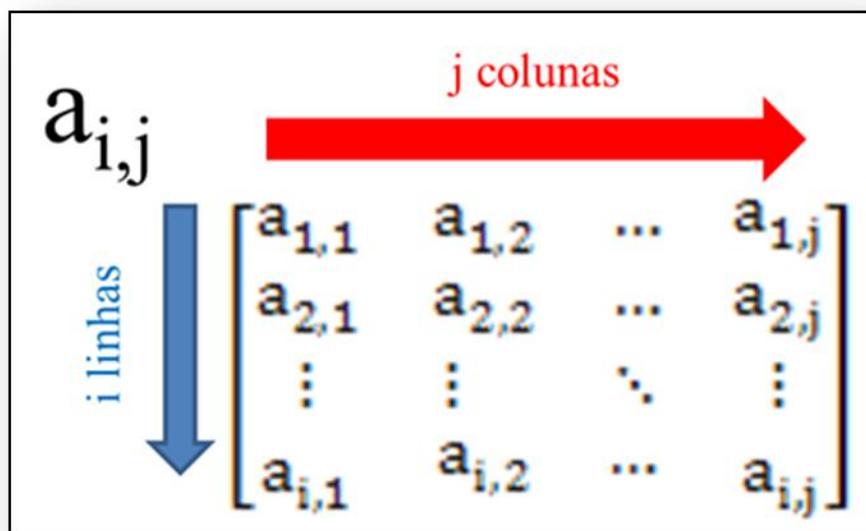 j colunas
a_{i,j}
i linhas
a_{1,1} a_{1,2} ... a_{1,j}
a_{2,1} a_{2,2} ... a_{2,j}
⋮ ⋮ ⋱ ⋮
a_{i,1} a_{i,2} ... a_{i,j}